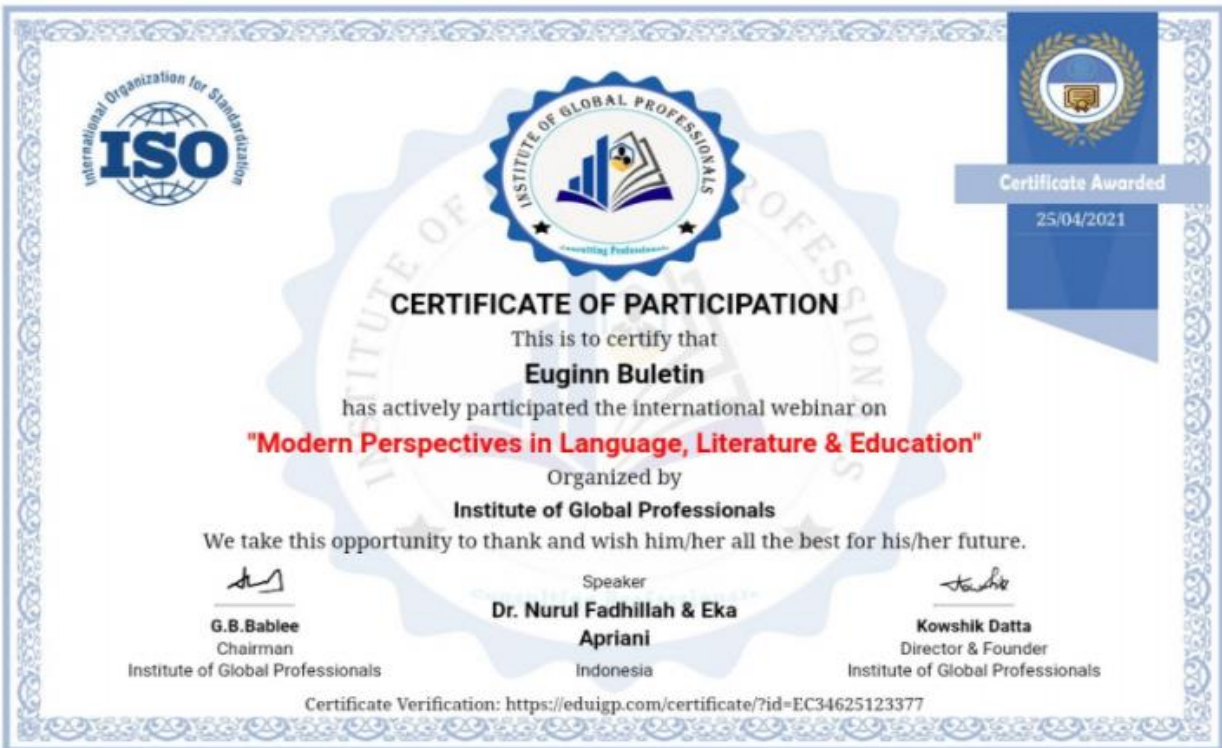 International Organization for Standardization
ISO
INSTITUTE OF GLOBAL PROFESSIONALS
Consulting Professionals
Certificate Awarded
25/04/2021
CERTIFICATE OF PARTICIPATION
This is to certify that
Euginn Buletin
has actively participated the international webinar on
"Modern Perspectives in Language, Literature & Education"
Organized by
Institute of Global Professionals
We take this opportunity to thank and wish him/her all the best for his/her future.
G.B.Bablee
Chairman
Institute of Global Professionals
Speaker
Dr. Nurul Fadhillah & Eka
Apriani
Indonesia
Kowshik Datta
Director & Founder
Institute of Global Professionals
Certificate Verification: https://eduigp.com/certificate/?id=EC34625123377